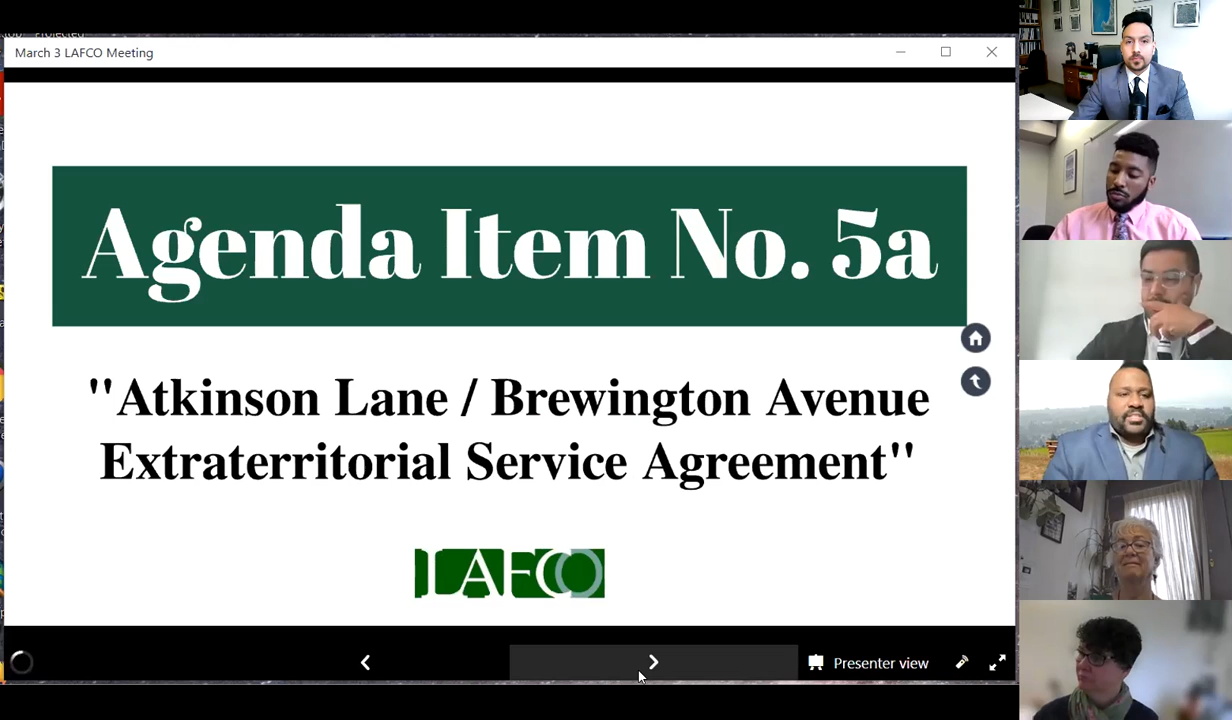 March 3 LAFCO Meeting
Agenda Item No. 5a
"Atkinson Lane / Brewington Avenue
Extraterritorial Service Agreement"
LAFCO
Presenter view